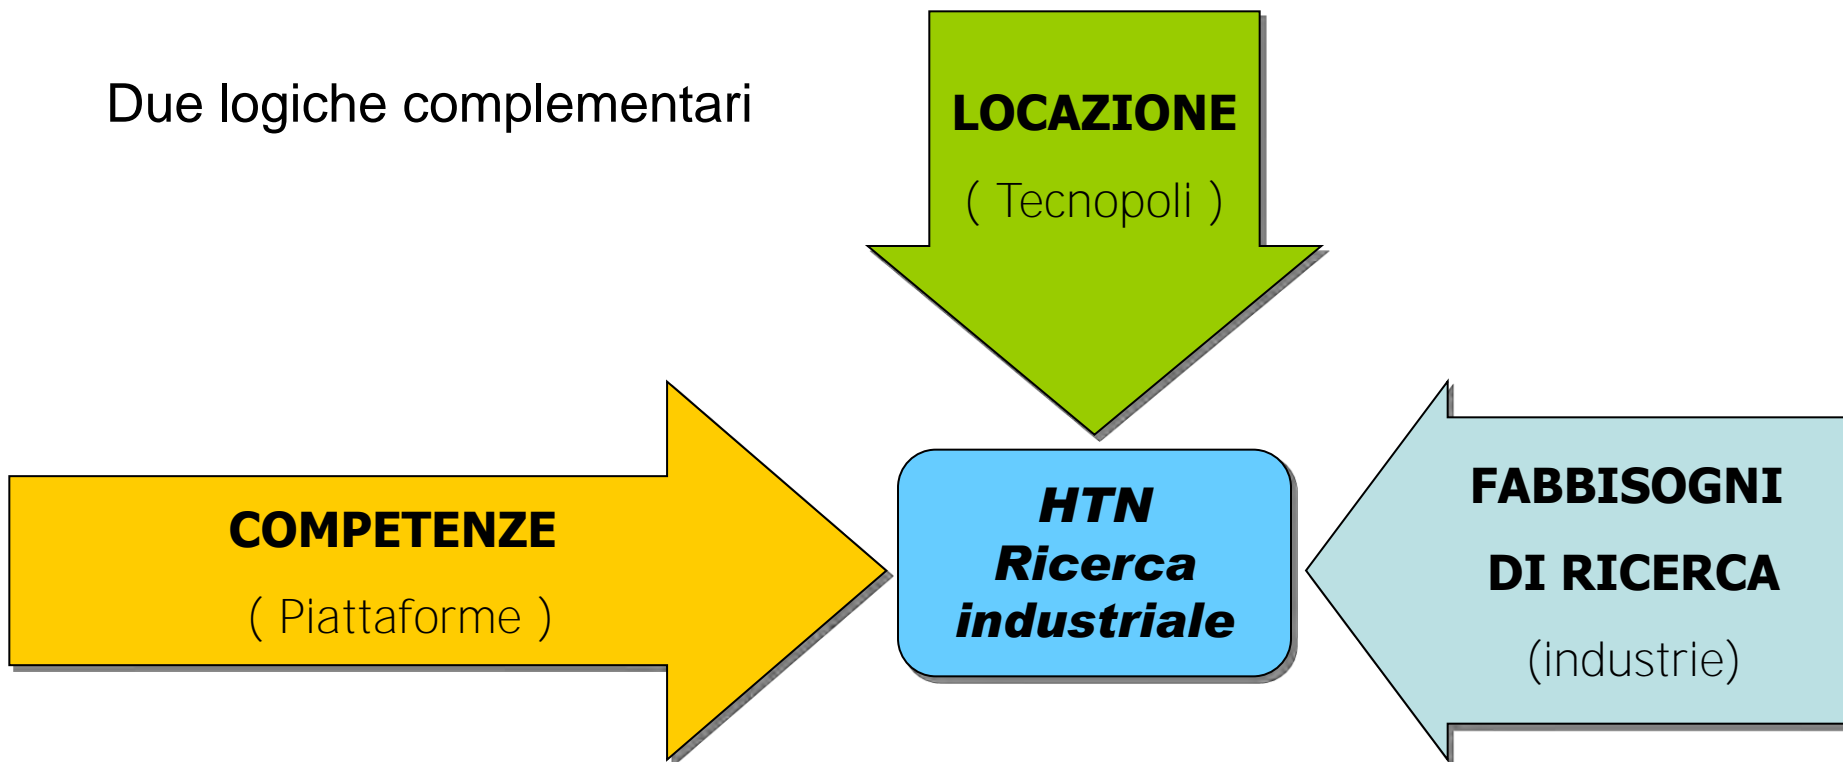 Due logiche complementari
LOCAZIONE
( Tecnopoli )
COMPETENZE
( Piattaforme )
HTN
Ricerca
industriale
FABBISOGNI
DI RICERCA
(industrie)